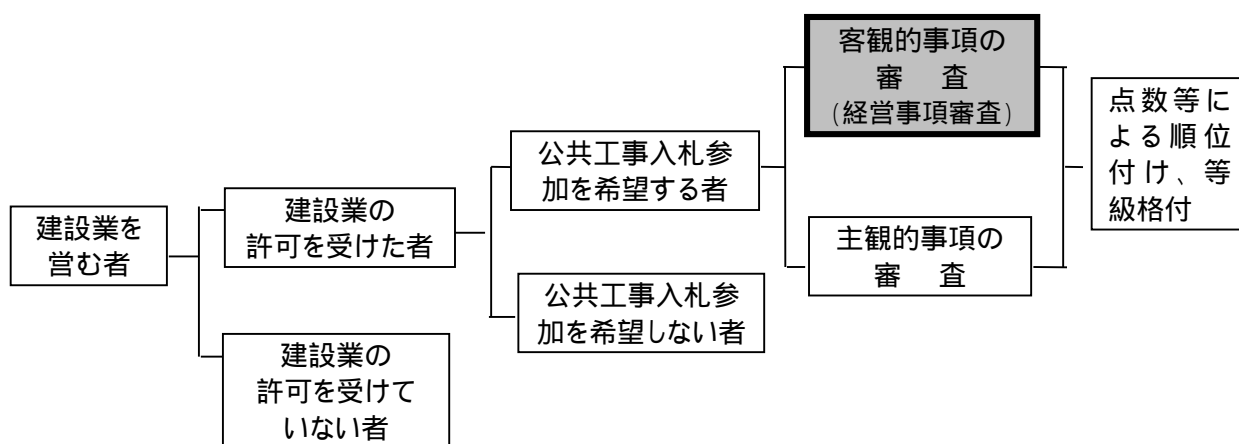 建設業を
営む者
建設業の
許可を受けた者
建設業の
許可を受けて
いない者
公共工事入札参
加を希望する者
公共工事入札参
加を希望しない者
客観的事項の
審　査
(経営事項審査)
主観的事項の
審　査
点数等に
よる順位
付け、等
級格付